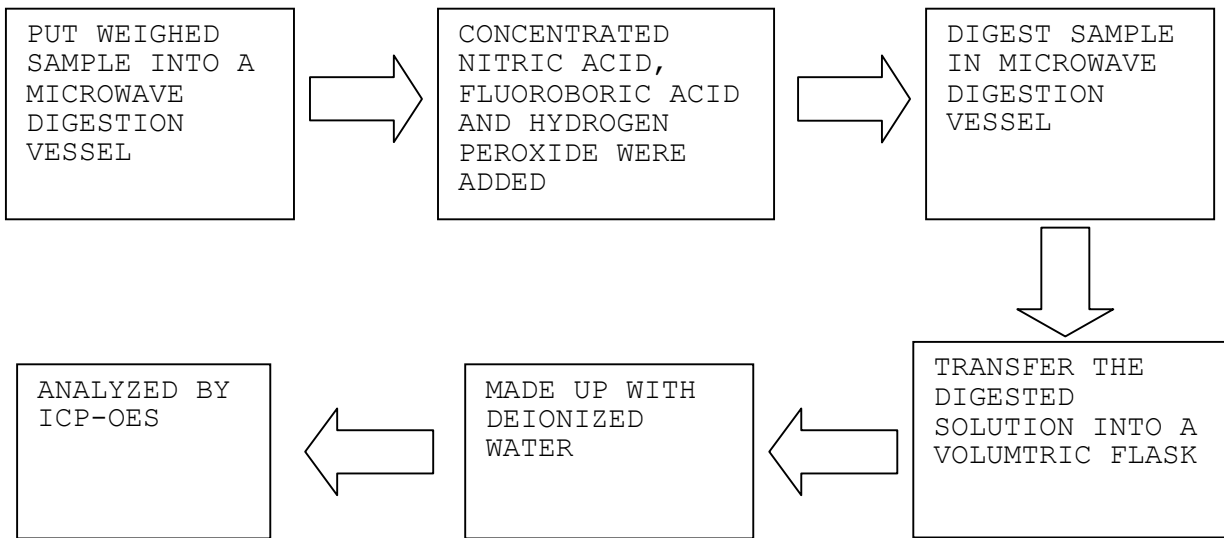 PUT WEIGHED
SAMPLE INTO A
MICROWAVE
DIGESTION
VESSEL
CONCENTRATED
NITRIC ACID,
FLUOROBORIC ACID
AND HYDROGEN
PEROXIDE WERE
ADDED
DIGEST SAMPLE
IN MICROWAVE
DIGESTION
VESSEL
TRANSFER THE
DIGESTED
SOLUTION INTO A
VOLUMTRIC FLASK
MADE UP WITH
DEIONIZED
WATER
ANALYZED BY
ICP-OES